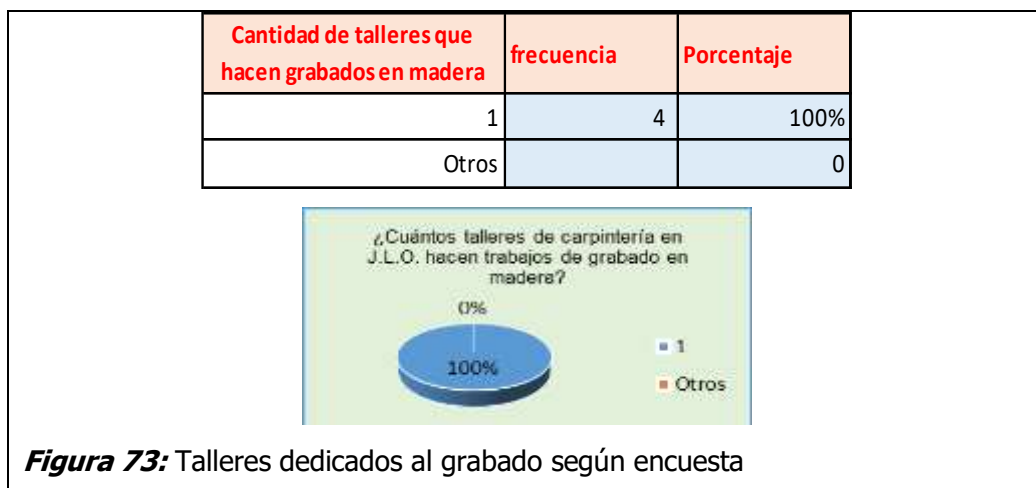 Cantidad de talleres que hacen grabados en madera frecuencia Porcentaje
1 4 100%
Otros 0
¿Cuántos talleres de carpintería en
J.L.O. hacen trabajos de grabado en
madera?
0%
100%
1
Otros
Figura 73: Talleres dedicados al grabado según encuesta